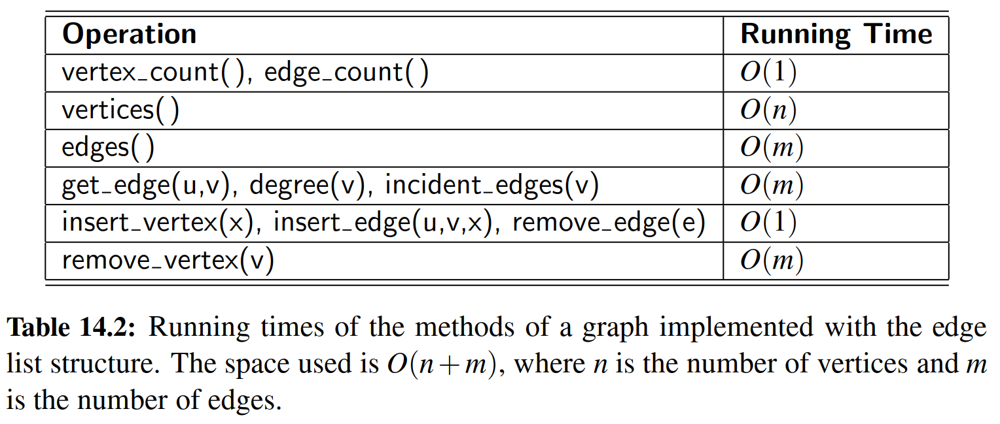 Operation Running Time
vertex_count(), edge_count() O(1)
vertices() O(n)
edges() O(m)
get_edge(u,v), degree(v), incident_edges(v) O(m)
insert_vertex(x), insert_edge(u,v,x), remove_edge(e) O(1)
remove_vertex(v) O(m)
Table 14.2: Running times of the methods of a graph implemented with the edge
list structure. The space used is O(n+m), where n is the number of vertices and m
is the number of edges.